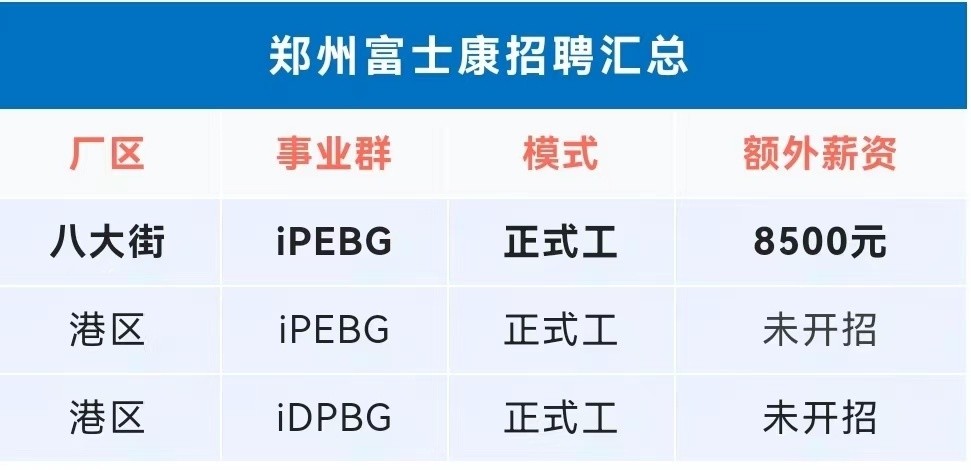 郑州富士康招聘汇总
厂区 事业群 模式 额外薪资
八大街 iPEBG 正式工 8500元
港区 iPEBG 正式工 未开招
港区 iDPBG 正式工 未开招